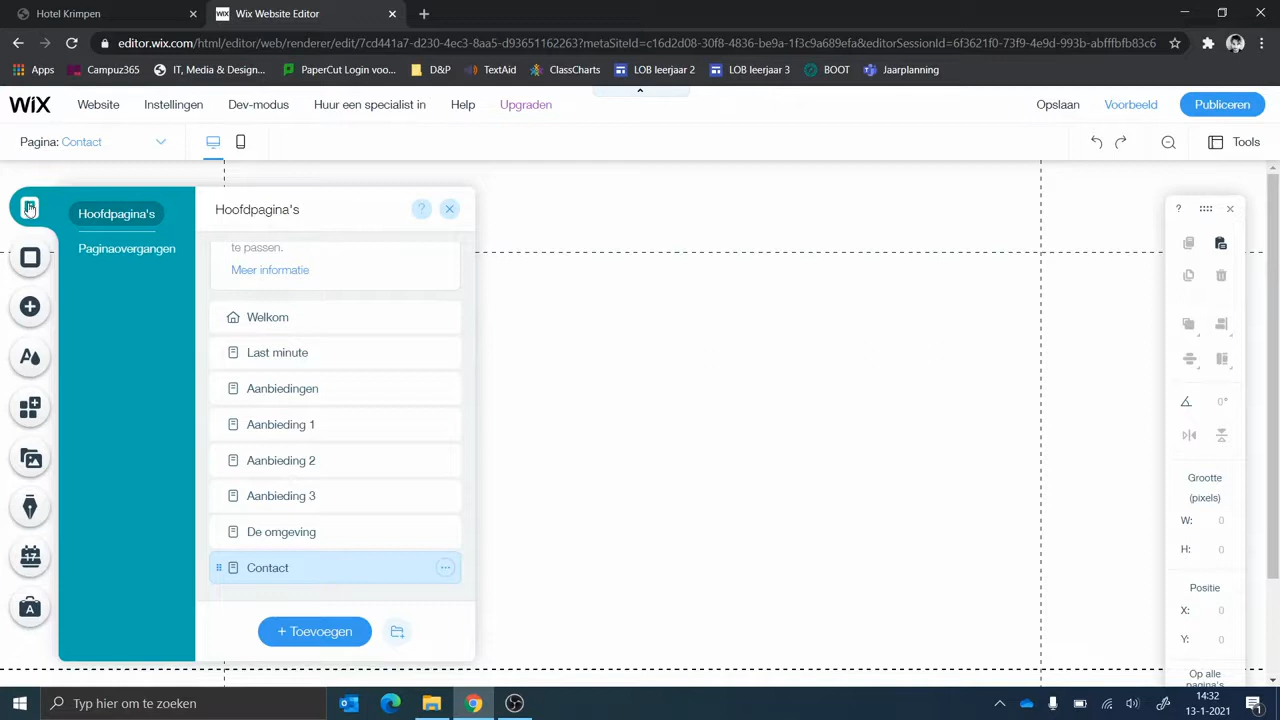 Hotel Krimpen
Wix Website Editor
editor.wix.com/html/editor/web/renderer/edit/7cd441a7-d230-4ec3-8aa5-d93651162263?metaSiteId=c16d2d08-30f8-4836-be9a-1f3c9a689efa&editorSessionId=6f3621f0-73f9-4e9d-993b-abfffbfb83c6
Apps
Campuz365
IT, Media & Design...
PaperCut Login voo...
D&P
TextAid
ClassCharts
LOB leerjaar 2
LOB leerjaar 3
BOOT
Jaarplanning
WiX
Website
Instellingen
Dev-modus
Huur een specialist in
Help
Upgraden
Opslaan
Voorbeeld
Publiceren
Pagina: Contact
Tools
Hoofdpagina's
Paginaovergangen
Hoofdpagina's
?
te passen.
Meer informatie
Welkom
Last minute
Aanbiedingen
Aanbieding 1
Aanbieding 2
Aanbieding 3
De omgeving
Contact
+ Toevoegen
?
0°
Grootte
(pixels)
W: 0
H: 0
Positie
X: 0
Y: 0
Op alle
pagina's
Typ hier om te zoeken
14:32
13-1-2021